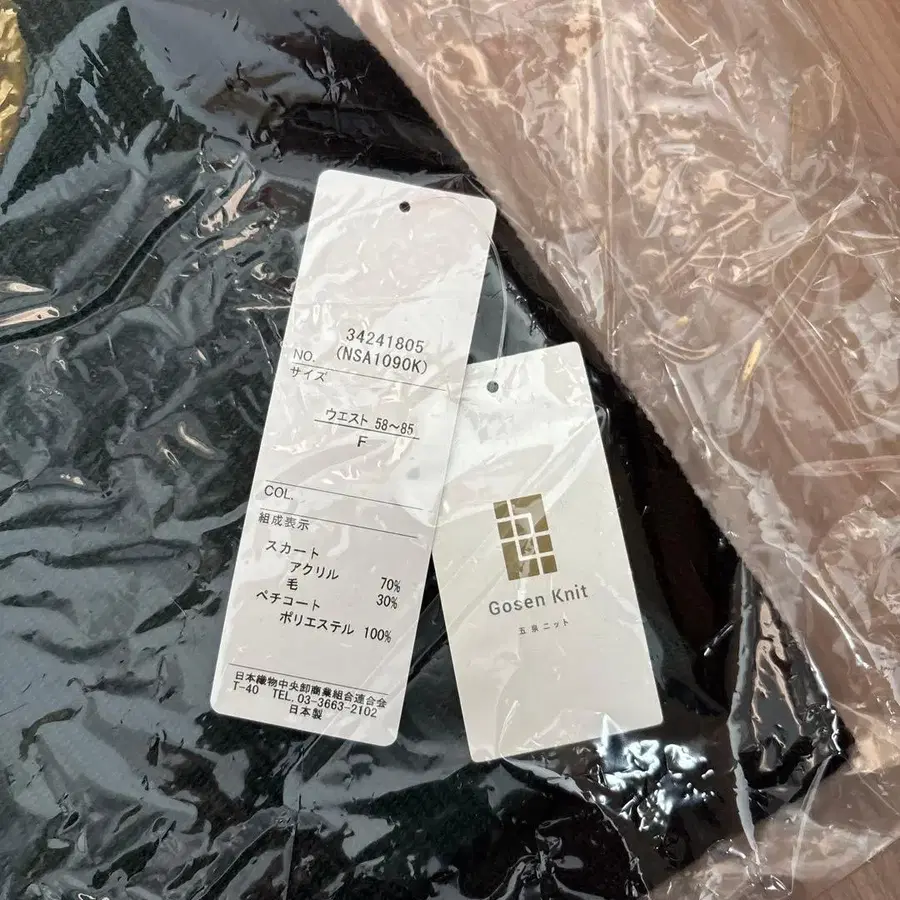 34241805
NO. (NSA1090K)
サイズ
ウエスト 58~85
F
COL.
組成表示
スカート
アクリル 70%
毛 30%
ペチコート
ポリエステル 100%
日本織物中央卸商業組合連合会
T-40 TEL.03-3663-2102
日本製
Gosen Knit
五泉ニット